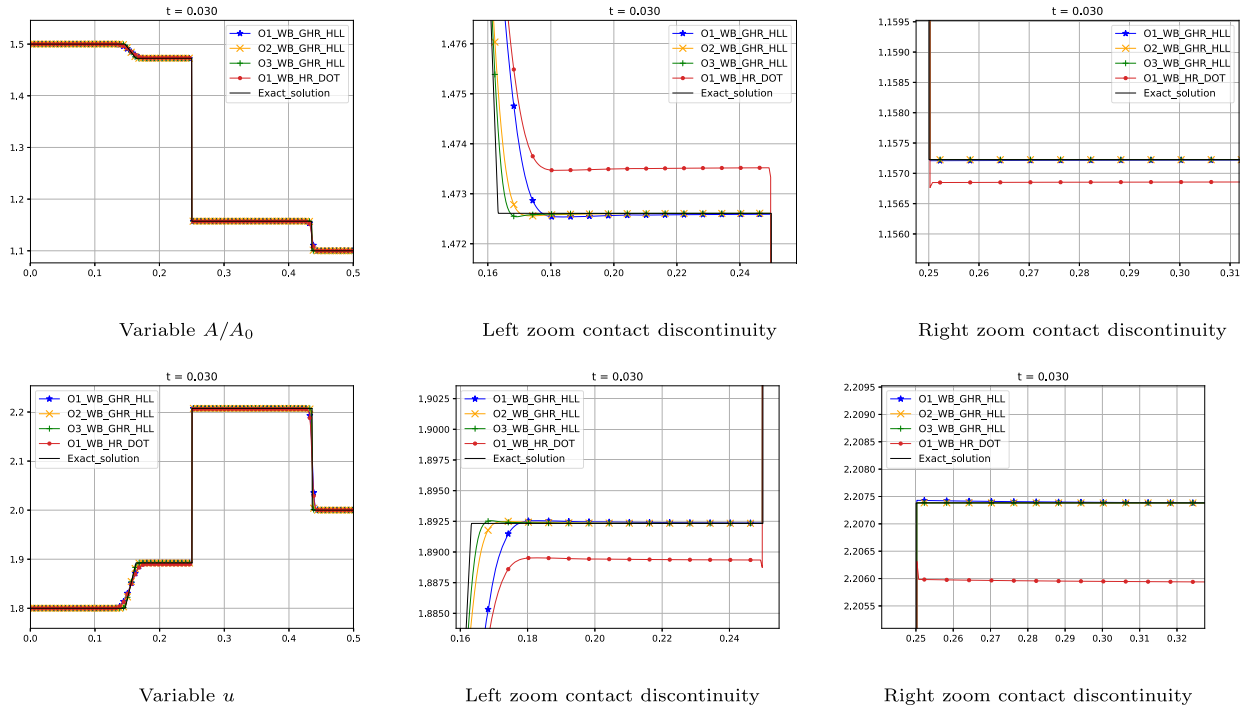 t = 0.030
1.5
1.4
1.3
1.2
1.1
0.0 0.1 0.2 0.3 0.4 0.5
O1_WB_GHR_HLL
O2_WB_GHR_HLL
O3_WB_GHR_HLL
O1_WB_HR_DOT
Exact_solution
Variable A/A0
t = 0.030
1,476
1,475
1,474
1,473
1,472
0.16 0.18 0.20 0.22 0.24
O1_WB_GHR_HLL
O2_WB_GHR_HLL
O3_WB_GHR_HLL
O1_WB_HR_DOT
Exact_solution
Left zoom contact discontinuity
t = 0.030
1,1595
1,1590
1,1585
1,1580
1,1575
1,1570
1,1565
1,1560
0.25 0.26 0.27 0.28 0.29 0.30 0.31
O1_WB_GHR_HLL
O2_WB_GHR_HLL
O3_WB_GHR_HLL
O1_WB_HR_DOT
Exact_solution
Right zoom contact discontinuity
t = 0.030
2.2
2.1
2.0
1.9
1.8
0.0 0.1 0.2 0.3 0.4 0.5
O1_WB_GHR_HLL
O2_WB_GHR_HLL
O3_WB_GHR_HLL
O1_WB_HR_DOT
Exact_solution
Variable u
t = 0.030
1,9025
1,9000
1,8975
1,8950
1,8925
1,8900
1,8875
1,8850
0.16 0.18 0.20 0.22 0.24
O1_WB_GHR_HLL
O2_WB_GHR_HLL
O3_WB_GHR_HLL
O1_WB_HR_DOT
Exact_solution
Left zoom contact discontinuity
t = 0.030
2,2095
2,2090
2,2085
2,2080
2,2075
2,2070
2,2065
2,2060
2,2055
0.25 0.26 0.27 0.28 0.29 0.30 0.31 0.32
O1_WB_GHR_HLL
O2_WB_GHR_HLL
O3_WB_GHR_HLL
O1_WB_HR_DOT
Exact_solution
Right zoom contact discontinuity